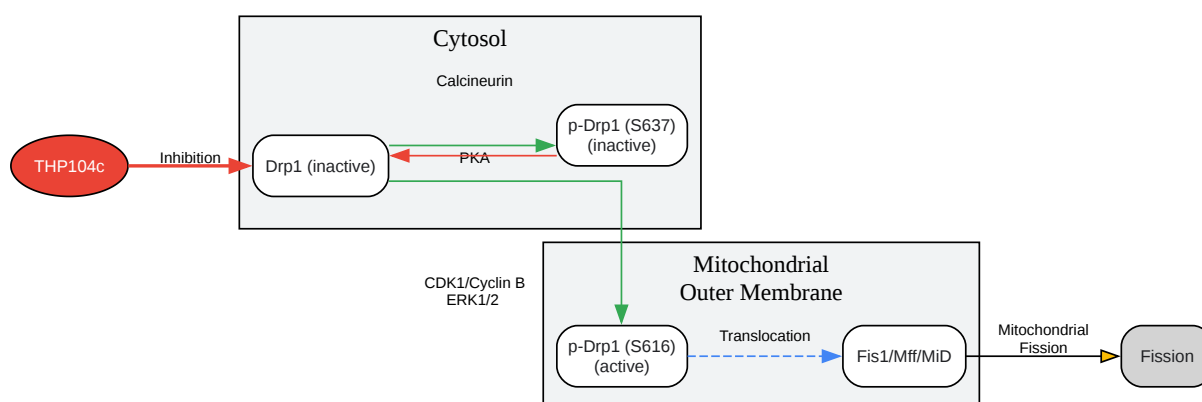 Cytosol
Calcineurin
p-Drp1 (S637)
(inactive)
THP104c
Inhibition
Drp1 (inactive)
PKA
CDK1/Cyclin B
ERK1/2
Mitochondrial
Outer Membrane
p-Drp1 (S616)
(active)
Translocation
Fis1/Mff/MiD
Mitochondrial
Fission
Fission